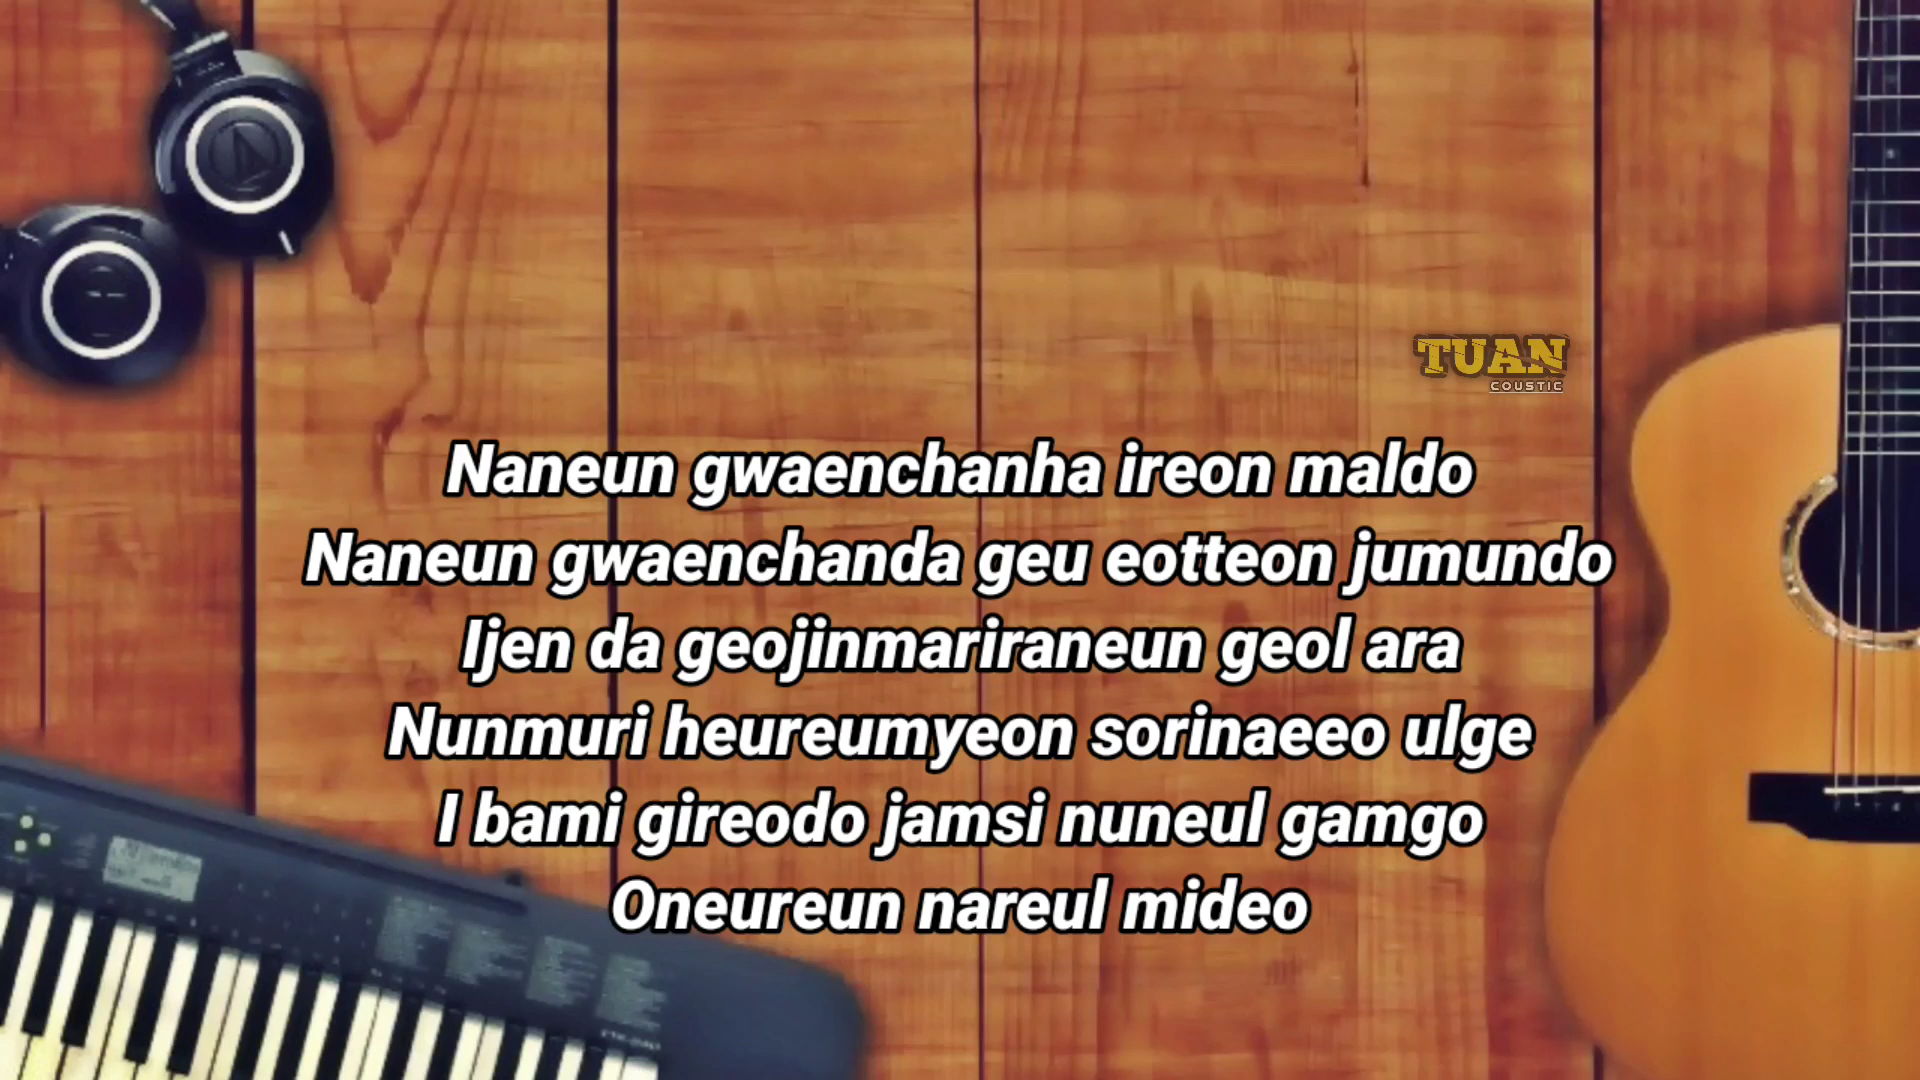 TUAN
COUSTIC
Naneun gwaenchanha ireon maldo
Naneun gwaenchanda geu eotteon jumundo
Ijen da geojinmariraneun geol ara
Nunmuri heureumyeon sorinaeeo ulge
I bami gireodo jamsi nuneul gamgo
Oneureun nareul mideo